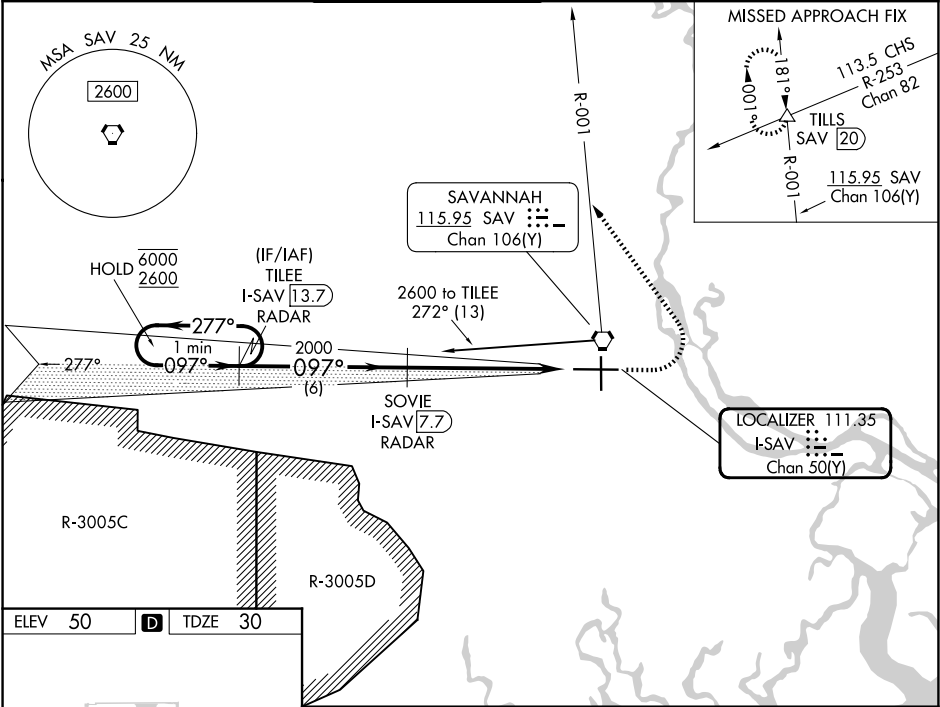 MSA SAV 25 NM
2600
HOLD
6000
2600
(IF/IAF)
TILEE
I-SAV 13.7
RADAR
277°
1 min
097°
277°
2000
097°
(6)
SOVIE
I-SAV 7.7
RADAR
2600 to TILEE
272° (13)
SAVANNAH
115.95 SAV
Chan 106(Y)
R-001
MISSED APPROACH FIX
181°
001°
113.5 CHS
R-253
Chan 82
TILLS
SAV 20
R-001
115.95 SAV
Chan 106(Y)
LOCALIZER 111.35
I-SAV
Chan 50(Y)
R-3005C
R-3005D
ELEV 50 D TDZE 30